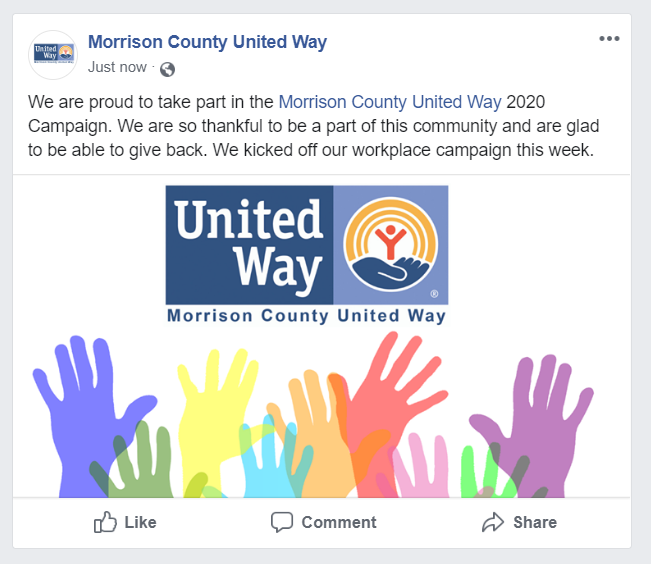 Morrison County United Way
Just now ·
We are proud to take part in the Morrison County United Way 2020
Campaign. We are so thankful to be a part of this community and are glad
to be able to give back. We kicked off our workplace campaign this week.
United
Way
®
Morrison County United Way
Like
Comment
Share